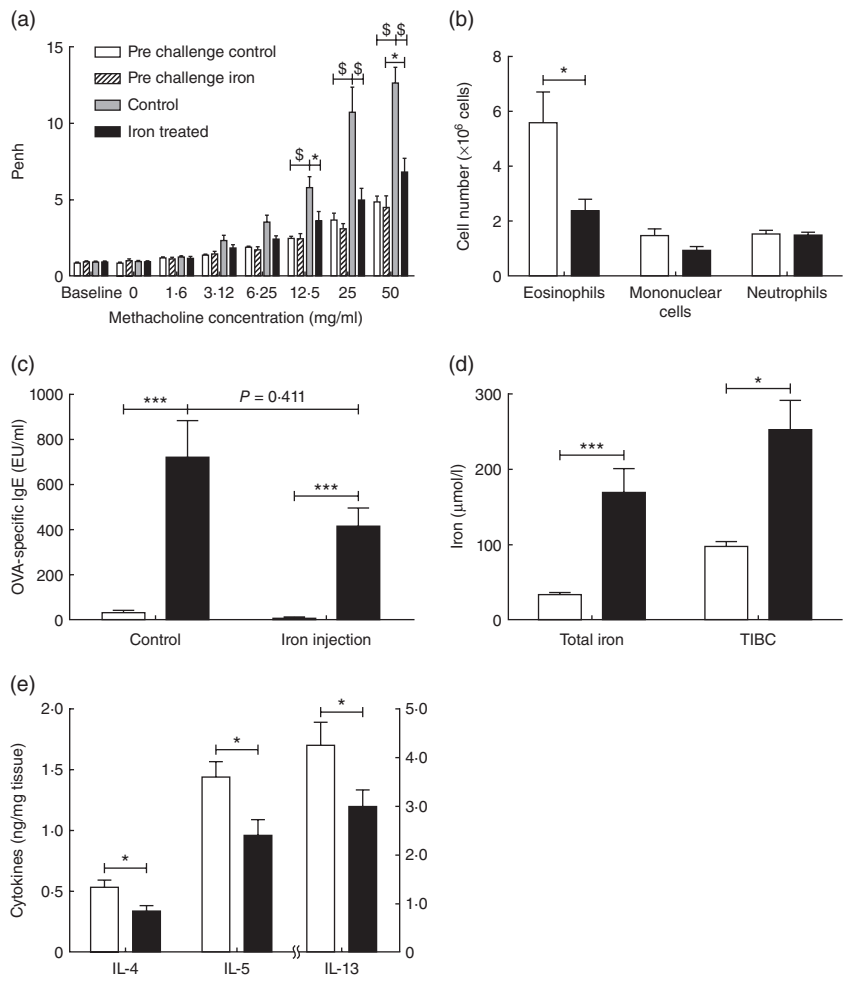 (a)
15
10
5
0
Penh
Pre challenge control
Pre challenge iron
Control
Iron treated
$ *
$ $
$ $
*
Baseline 0 1·6 3·12 6·25 12·5 25 50
Methacholine concentration (mg/ml)
(b)
8
6
4
2
0
Cell number (×10⁶ cells)
*
Eosinophils Mononuclear cells Neutrophils
(c)
1000
800
600
400
200
0
OVA-specific IgE (EU/ml)
*** P = 0·411
***
Control Iron injection
(d)
300
200
100
0
Iron (μmol/l)
***
*
Total iron TIBC
(e)
2·0
1·5
1·0
0·5
0
Cytokines (ng/mg tissue)
*
*
*
5·0
4·0
3·0
2·0
1·0
0
IL-4 IL-5 IL-13